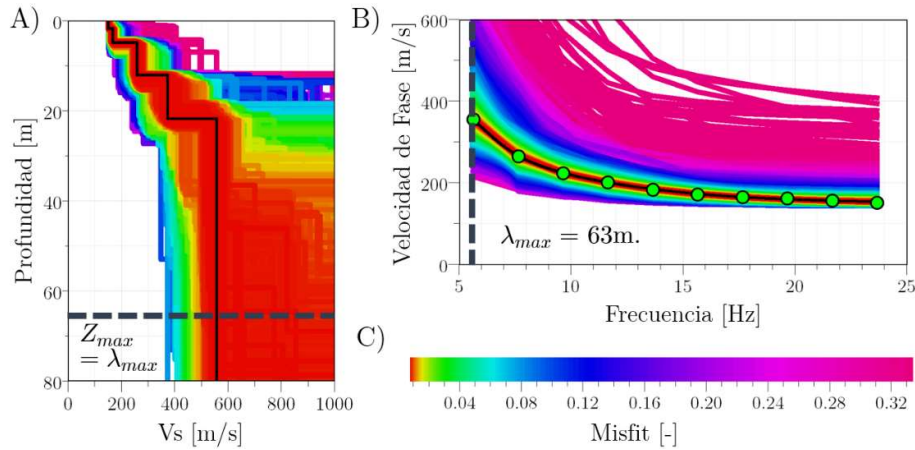 A)
0
20
40
60
80
Profundidad [m]
Z_max
= λ_max
0 200 400 600 800 1000
Vs [m/s]
B)
600
400
200
0
Velocidad de Fase [m/s]
λ_max = 63m.
5 10 15 20 25
Frecuencia [Hz]
C)
0.04 0.08 0.12 0.16 0.20 0.24 0.28 0.32
Misfit [-]